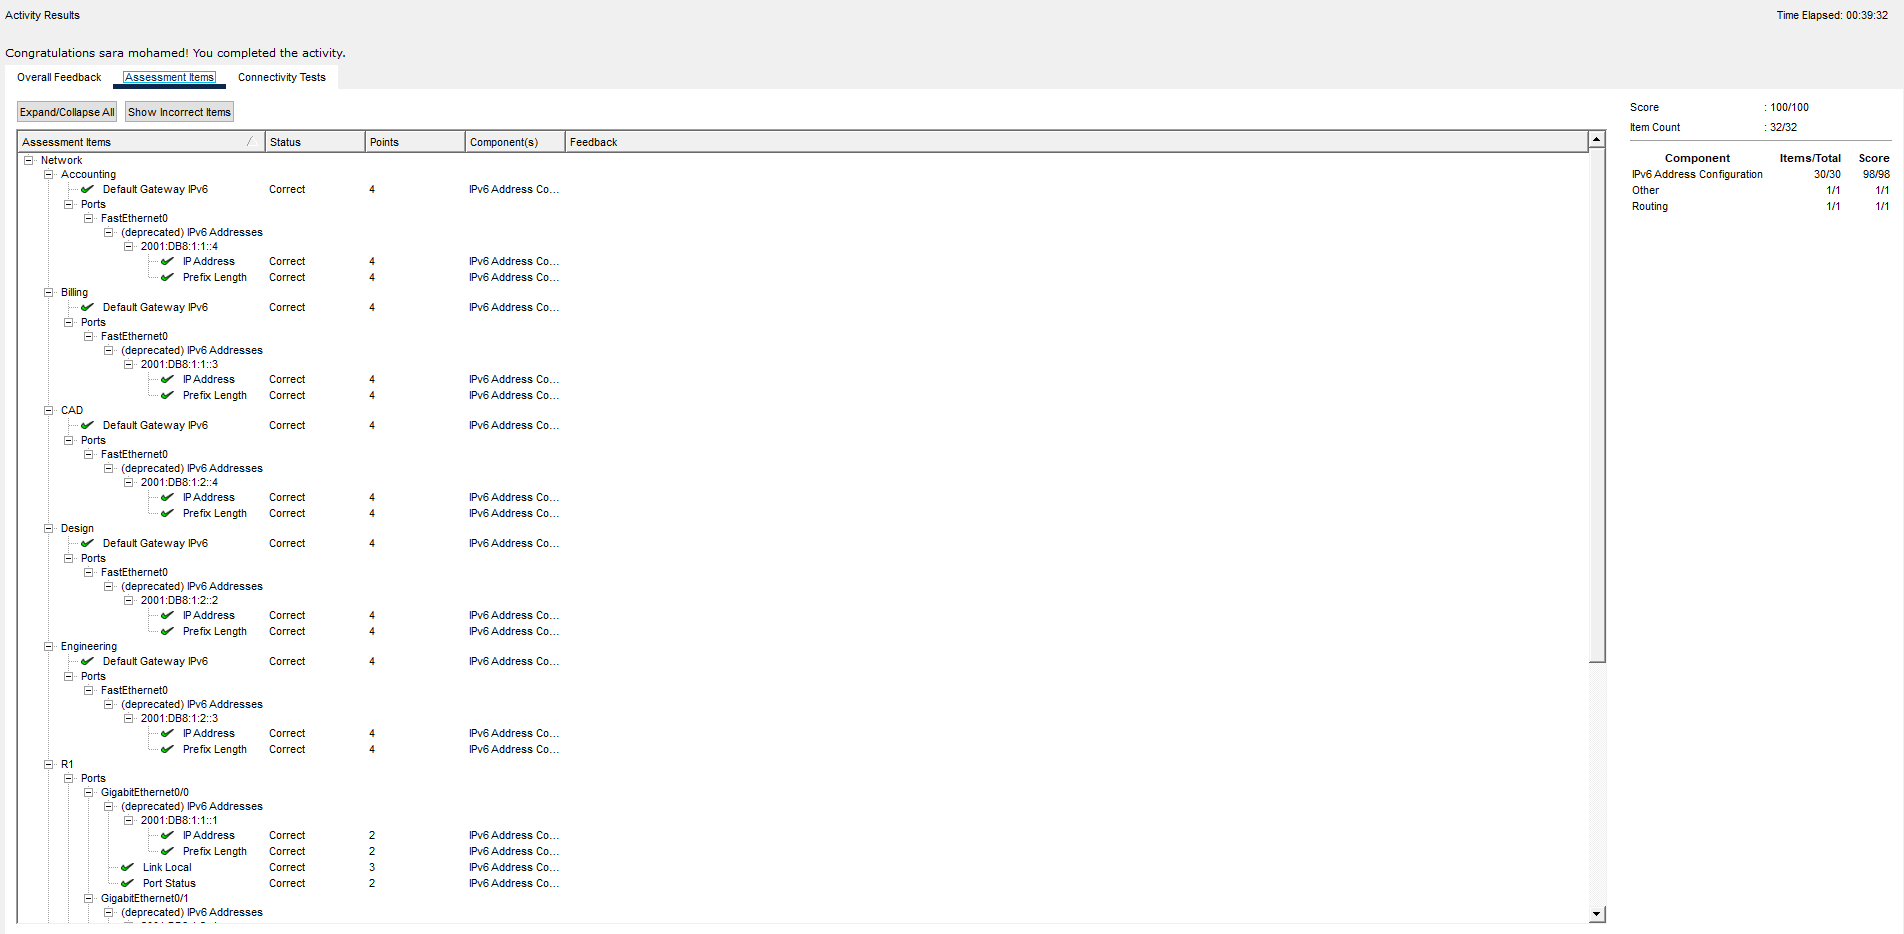 Activity Results
Time Elapsed: 00:39:32
Congratulations sara mohamed! You completed the activity.
Overall Feedback Assessment Items Connectivity Tests
Expand/Collapse All Show Incorrect Items
Assessment Items Status Points Component(s) Feedback
Network
Accounting
Default Gateway IPv6 Correct 4 IPv6 Address Co...
Ports
FastEthernet0
(deprecated) IPv6 Addresses
2001:DB8:1:1::4
IP Address Correct 4 IPv6 Address Co...
Prefix Length Correct 4 IPv6 Address Co...
Billing
Default Gateway IPv6 Correct 4 IPv6 Address Co...
Ports
FastEthernet0
(deprecated) IPv6 Addresses
2001:DB8:1:1::3
IP Address Correct 4 IPv6 Address Co...
Prefix Length Correct 4 IPv6 Address Co...
CAD
Default Gateway IPv6 Correct 4 IPv6 Address Co...
Ports
FastEthernet0
(deprecated) IPv6 Addresses
2001:DB8:1:2::4
IP Address Correct 4 IPv6 Address Co...
Prefix Length Correct 4 IPv6 Address Co...
Design
Default Gateway IPv6 Correct 4 IPv6 Address Co...
Ports
FastEthernet0
(deprecated) IPv6 Addresses
2001:DB8:1:2::2
IP Address Correct 4 IPv6 Address Co...
Prefix Length Correct 4 IPv6 Address Co...
Engineering
Default Gateway IPv6 Correct 4 IPv6 Address Co...
Ports
FastEthernet0
(deprecated) IPv6 Addresses
2001:DB8:1:2::3
IP Address Correct 4 IPv6 Address Co...
Prefix Length Correct 4 IPv6 Address Co...
R1
Ports
GigabitEthernet0/0
(deprecated) IPv6 Addresses
2001:DB8:1:1::1
IP Address Correct 2 IPv6 Address Co...
Prefix Length Correct 2 IPv6 Address Co...
Link Local Correct 3 IPv6 Address Co...
Port Status Correct 2 IPv6 Address Co...
GigabitEthernet0/1
(deprecated) IPv6 Addresses
Score : 100/100
Item Count : 32/32
Component Items/Total Score
IPv6 Address Configuration 30/30 98/98
Other 1/1 1/1
Routing 1/1 1/1